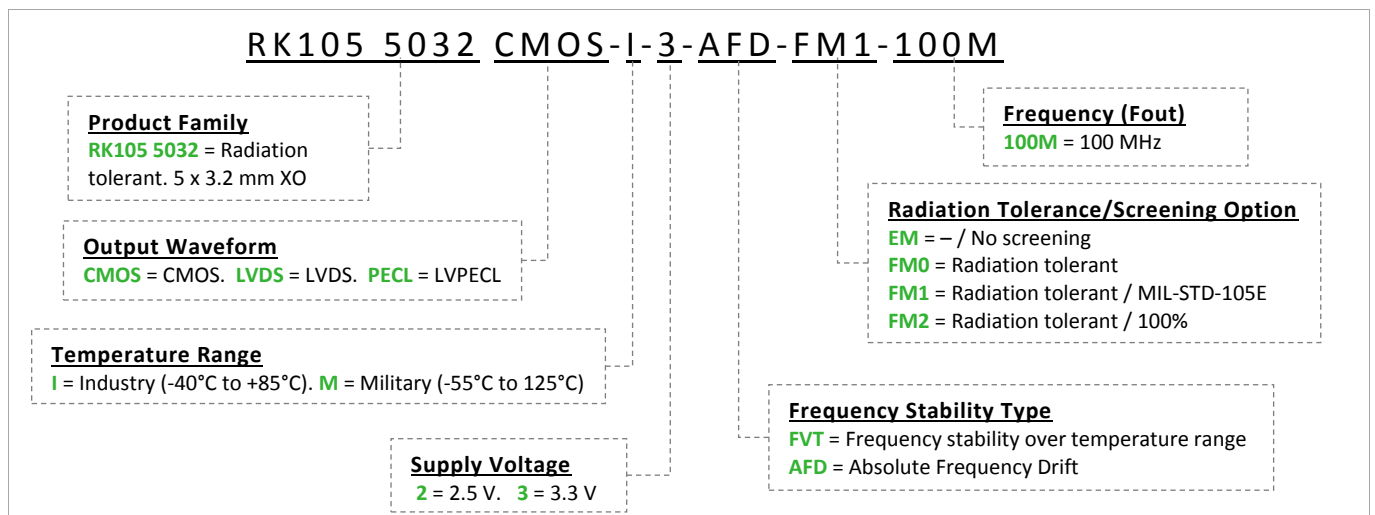 RK105 5032 CMOS-I-3-AFD-FM1-100M
Product Family
RK105 5032 = Radiation
tolerant. 5 x 3.2 mm XO
Frequency (Fout)
100M = 100 MHz
Output Waveform
CMOS = CMOS. LVDS = LVDS. PECL = LVPECL
Radiation Tolerance/Screening Option
EM = – / No screening
FM0 = Radiation tolerant
FM1 = Radiation tolerant / MIL-STD-105E
FM2 = Radiation tolerant / 100%
Temperature Range
I = Industry (-40°C to +85°C). M = Military (-55°C to 125°C)
Frequency Stability Type
FVT = Frequency stability over temperature range
AFD = Absolute Frequency Drift
Supply Voltage
2 = 2.5 V. 3 = 3.3 V